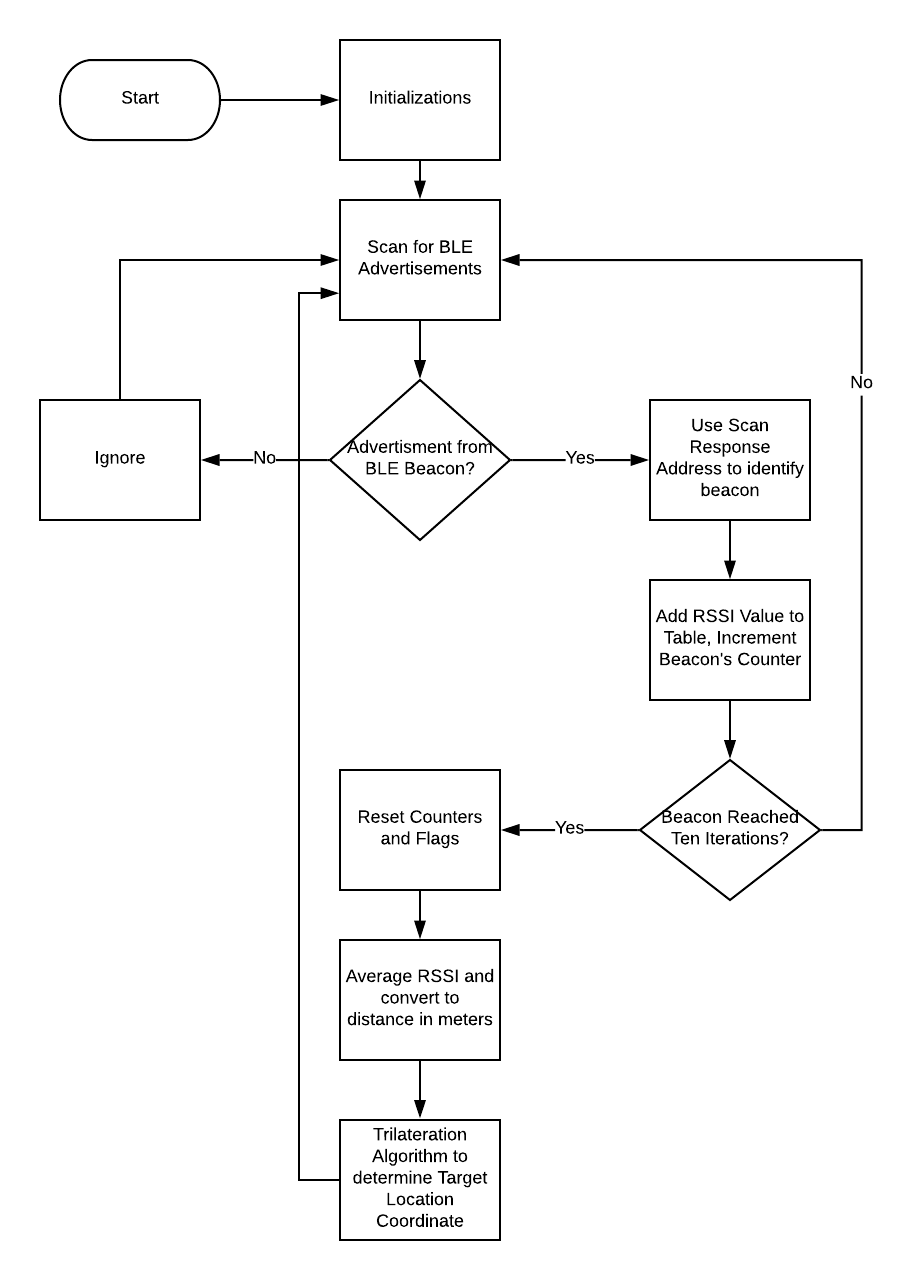 Start
Initializations
Scan for BLE
Advertisements
No
Ignore
No
Advertisment from
BLE Beacon?
Yes
Use Scan
Response
Address to identify
beacon
Add RSSI Value to
Table, Increment
Beacon's Counter
Reset Counters
and Flags
Yes
Beacon Reached
Ten Iterations?
Average RSSI and
convert to
distance in meters
Trilateration
Algorithm to
determine Target
Location
Coordinate